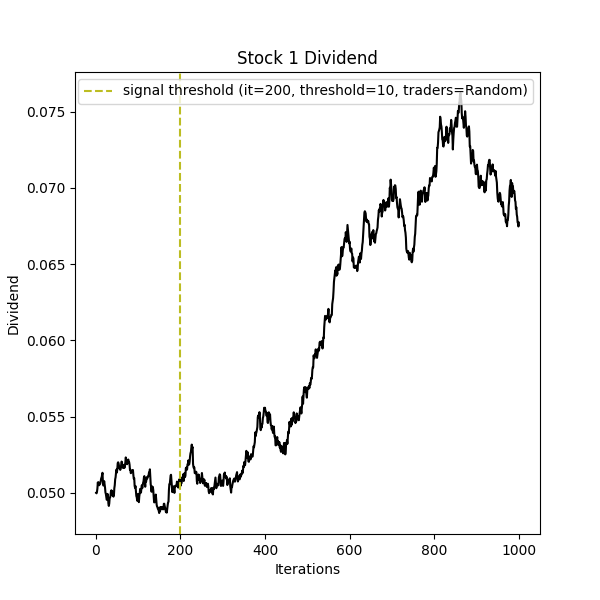 Stock 1 Dividend
signal threshold (it=200, threshold=10, traders=Random)
0.075
0.070
0.065
0.060
0.055
0.050
Dividend
0 200 400 600 800 1000
Iterations